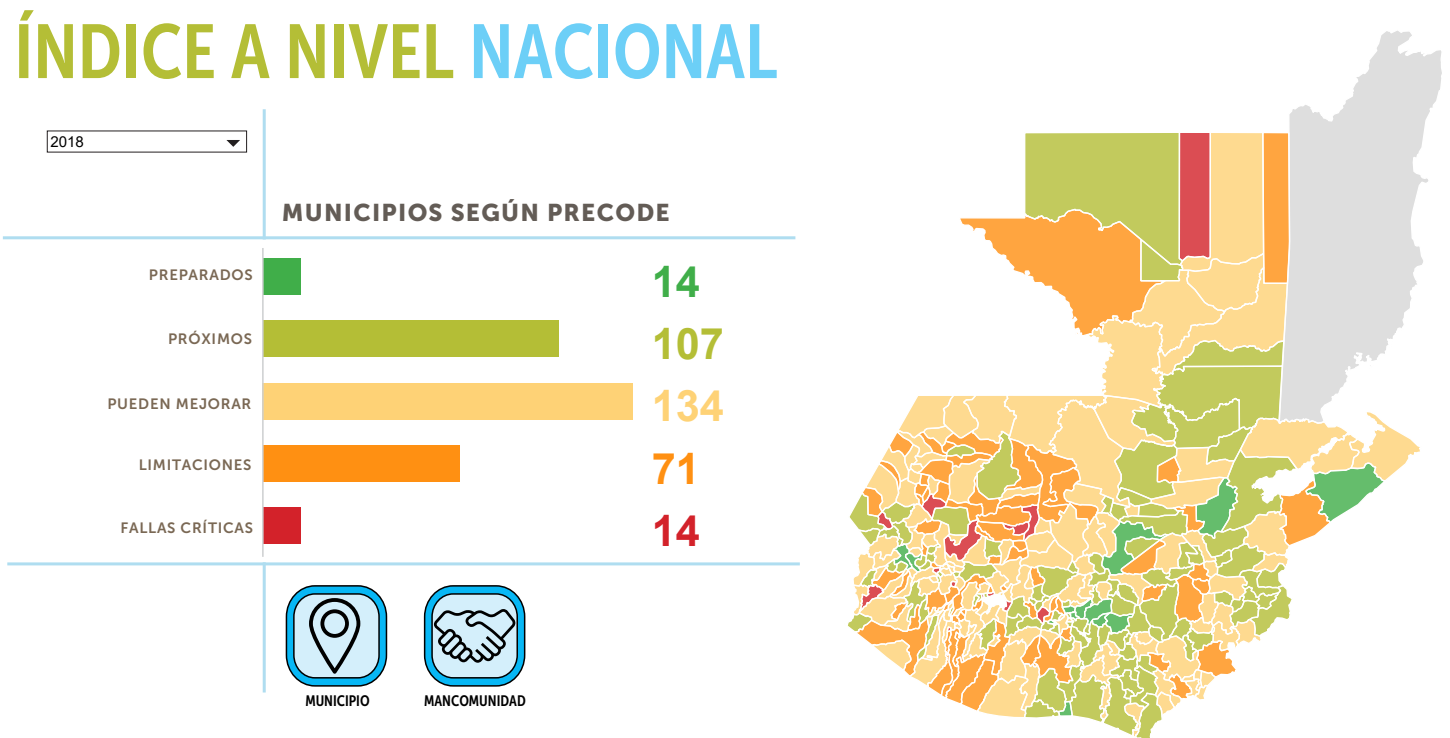 ÍNDICE A NIVEL NACIONAL
2018
MUNICIPIOS SEGÚN PRECODE
PREPARADOS 14
PRÓXIMOS 107
PUEDEN MEJORAR 134
LIMITACIONES 71
FALLAS CRÍTICAS 14
MUNICIPIO MANCOMUNIDAD